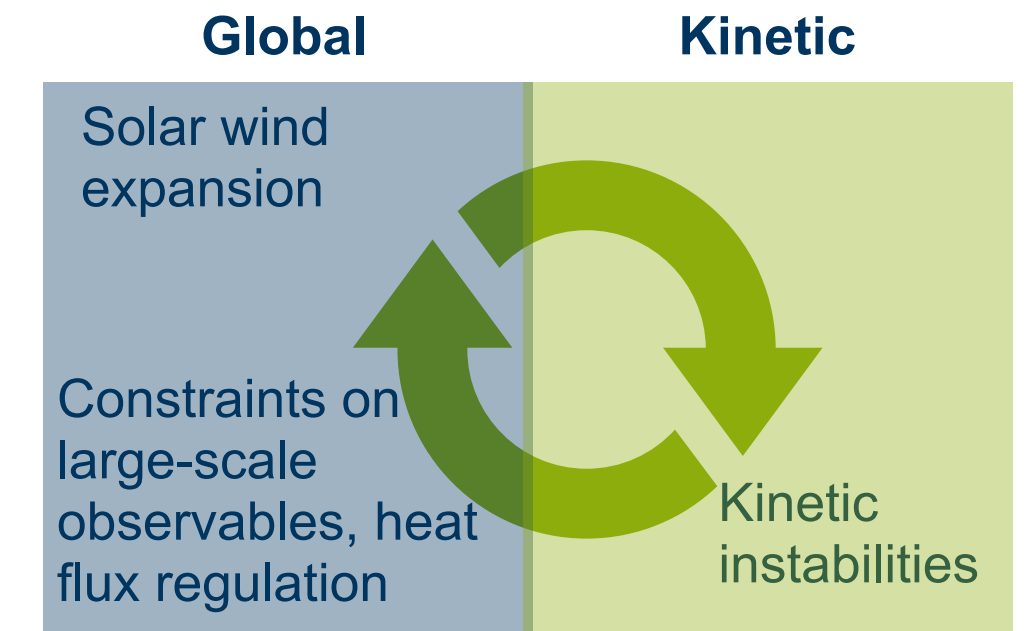 Global
Kinetic
Solar wind
expansion
Constraints on
large-scale
observables, heat
flux regulation
Kinetic
instabilities